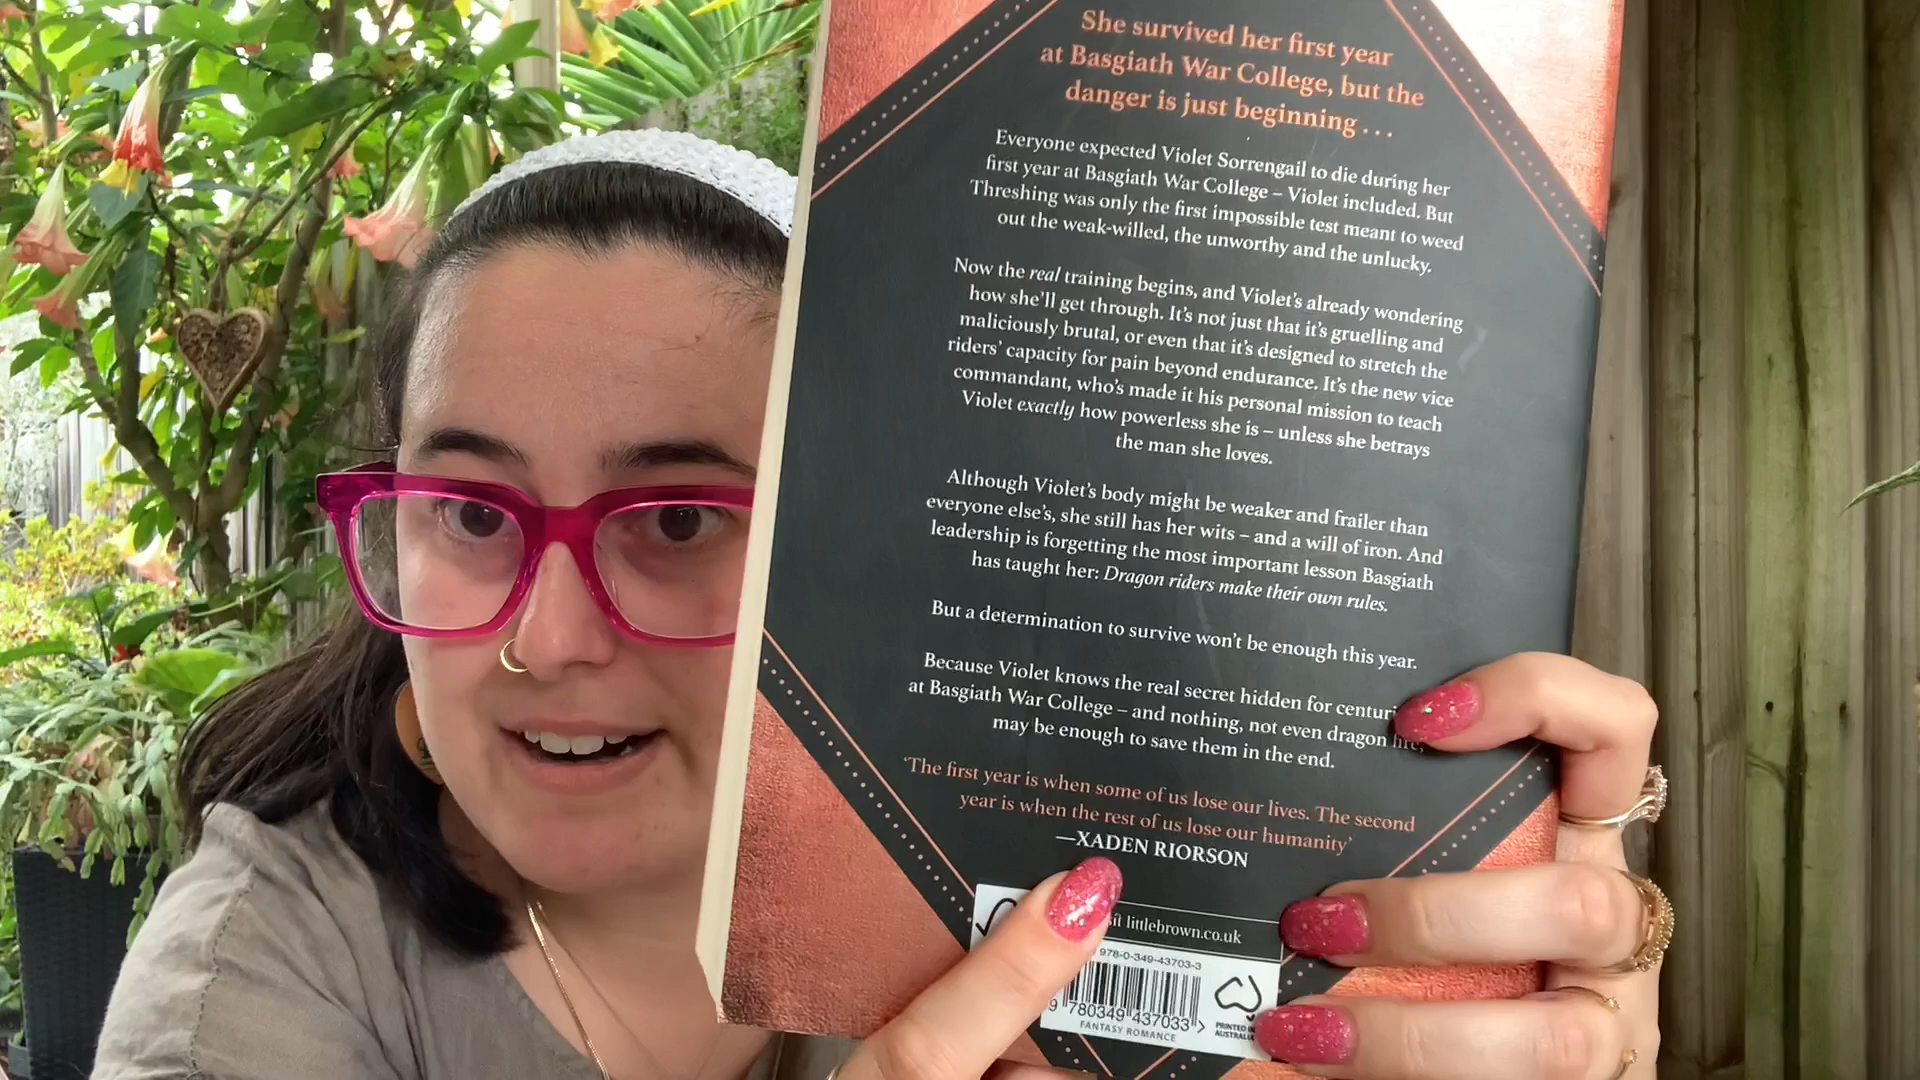 She survived her first year
at Basgiath War College, but the
danger is just beginning . . .
Everyone expected Violet Sorrengail to die during her
first year at Basgiath War College – Violet included. But
Threshing was only the first impossible test meant to weed
out the weak-willed, the unworthy and the unlucky.
Now the real training begins, and Violet's already wondering
how she'll get through. It's not just that it's gruelling and
maliciously brutal, or even that it's designed to stretch the
riders' capacity for pain beyond endurance. It's the new vice
commandant, who's made it his personal mission to teach
Violet exactly how powerless she is – unless she betrays
the man she loves.
Although Violet's body might be weaker and frailer than
everyone else's, she still has her wits – and a will of iron. And
leadership is forgetting the most important lesson Basgiath
has taught her: Dragon riders make their own rules.
But a determination to survive won't be enough this year.
Because Violet knows the real secret hidden for centuri
at Basgiath War College – and nothing, not even dragon fire,
may be enough to save them in the end.
'The first year is when some of us lose our lives. The second
year is when the rest of us lose our humanity'
—XADEN RIORSON
littlebrown.co.uk
978-0-349-43703-3
9 780349 437033 >
FANTASY ROMANCE
PRINTED IN
AUSTRALIA